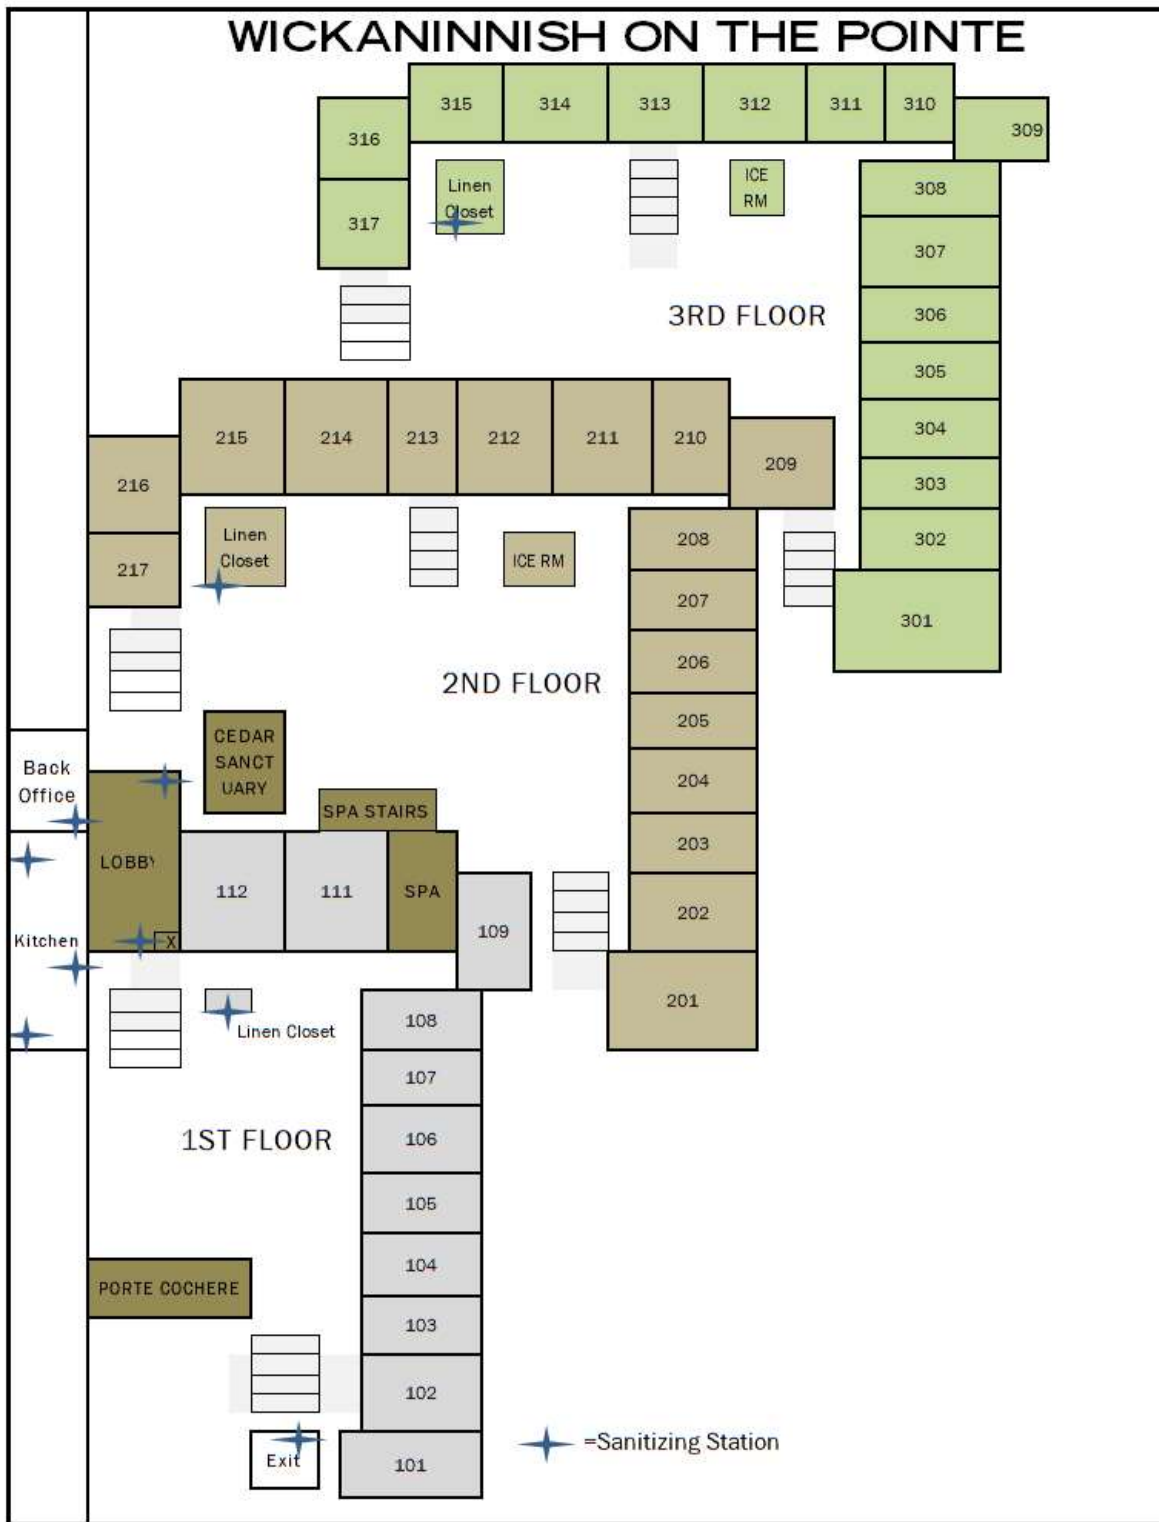 WICKANINNISH ON THE POINTE
315
314
313
312
311
310
309
316
317
Linen
Closet
ICE
RM
308
307
306
305
304
303
302
301
3RD FLOOR
215
214
213
212
211
210
209
216
217
Linen
Closet
ICE RM
208
207
206
205
204
203
202
201
2ND FLOOR
CEDAR
SANCT
UARY
Back
Office
SPA STAIRS
LOBBY
112
111
SPA
109
Kitchen
X
Linen Closet
108
107
106
105
104
103
102
101
1ST FLOOR
PORTE COCHERE
Exit
=Sanitizing Station